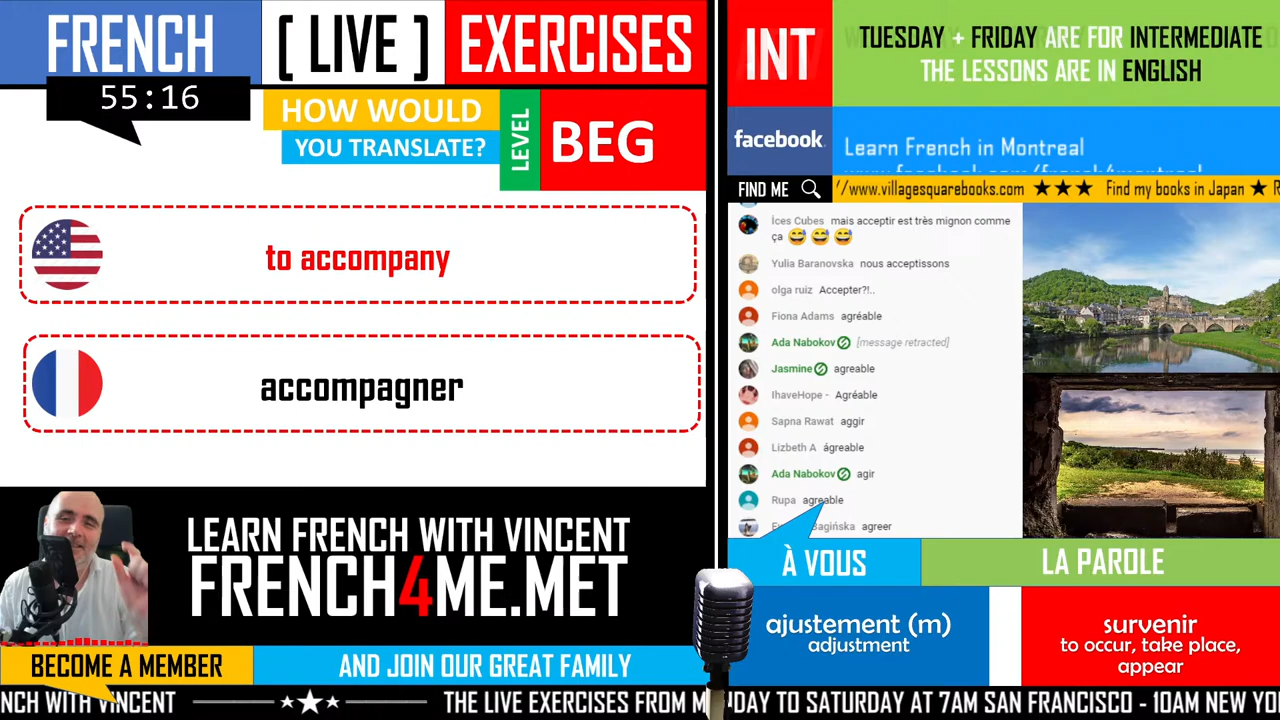 FRENCH
[ LIVE ]
EXERCISES
55:16
HOW WOULD
YOU TRANSLATE?
LEVEL
BEG
to accompany
accompagner
LEARN FRENCH WITH VINCENT
FRENCH4ME.MET
BECOME A MEMBER
AND JOIN OUR GREAT FAMILY
INT
TUESDAY + FRIDAY ARE FOR INTERMEDIATE
THE LESSONS ARE IN ENGLISH
facebook.
Learn French in Montreal
FIND ME
//www.villagesquarebooks.com ★★★ Find my books in Japan ★ R
İces Cubes mais acceptir est très mignon comme
ça 😅 😅 😅
Yulia Baranovska nous acceptissons
olga ruiz Accepter?!..
Fiona Adams agréable
Ada Nabokov [message retracted]
Jasmine agreable
IhaveHope - Agréable
Sapna Rawat aggir
Lizbeth A ágreable
Ada Nabokov agir
Rupa agreable
Bagińska agreer
À VOUS
LA PAROLE
ajustement (m)
adjustment
survenir
to occur, take place,
appear
NCH WITH VINCENT ★★★ THE LIVE EXERCISES FROM M DAY TO SATURDAY AT 7AM SAN FRANCISCO - 10AM NEW YO